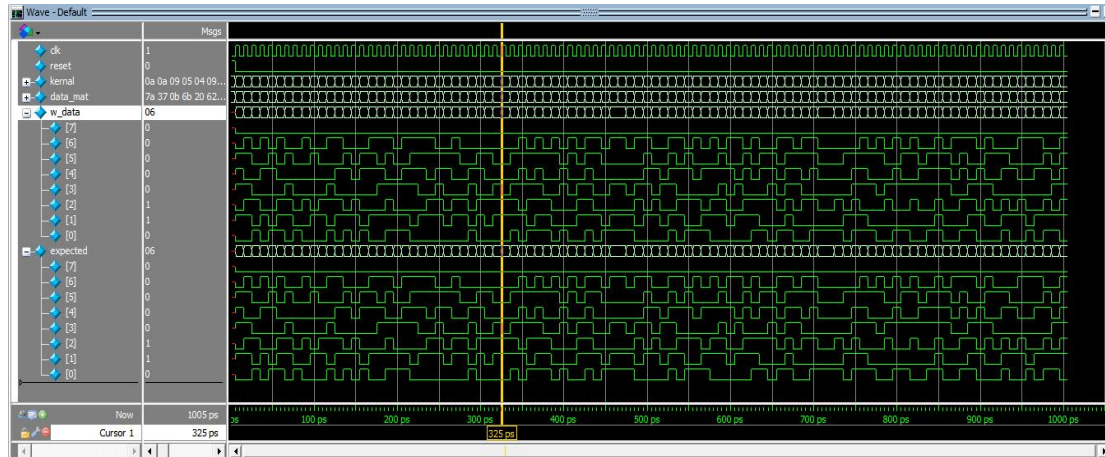 Wave - Default
Msgs
clk 1
reset 0
kernal 0a 0a 09 05 04 09...
data_mat 7a 37 0b 6b 20 62...
w_data 06
[7] 0
[6] 0
[5] 0
[4] 0
[3] 0
[2] 1
[1] 1
[0] 0
expected 06
[7] 0
[6] 0
[5] 0
[4] 0
[3] 0
[2] 1
[1] 1
[0] 0
Now 1005 ps
ps 100 ps 200 ps 300 ps 400 ps 500 ps 600 ps 700 ps 800 ps 900 ps 1000 ps
Cursor 1 325 ps 325 ps